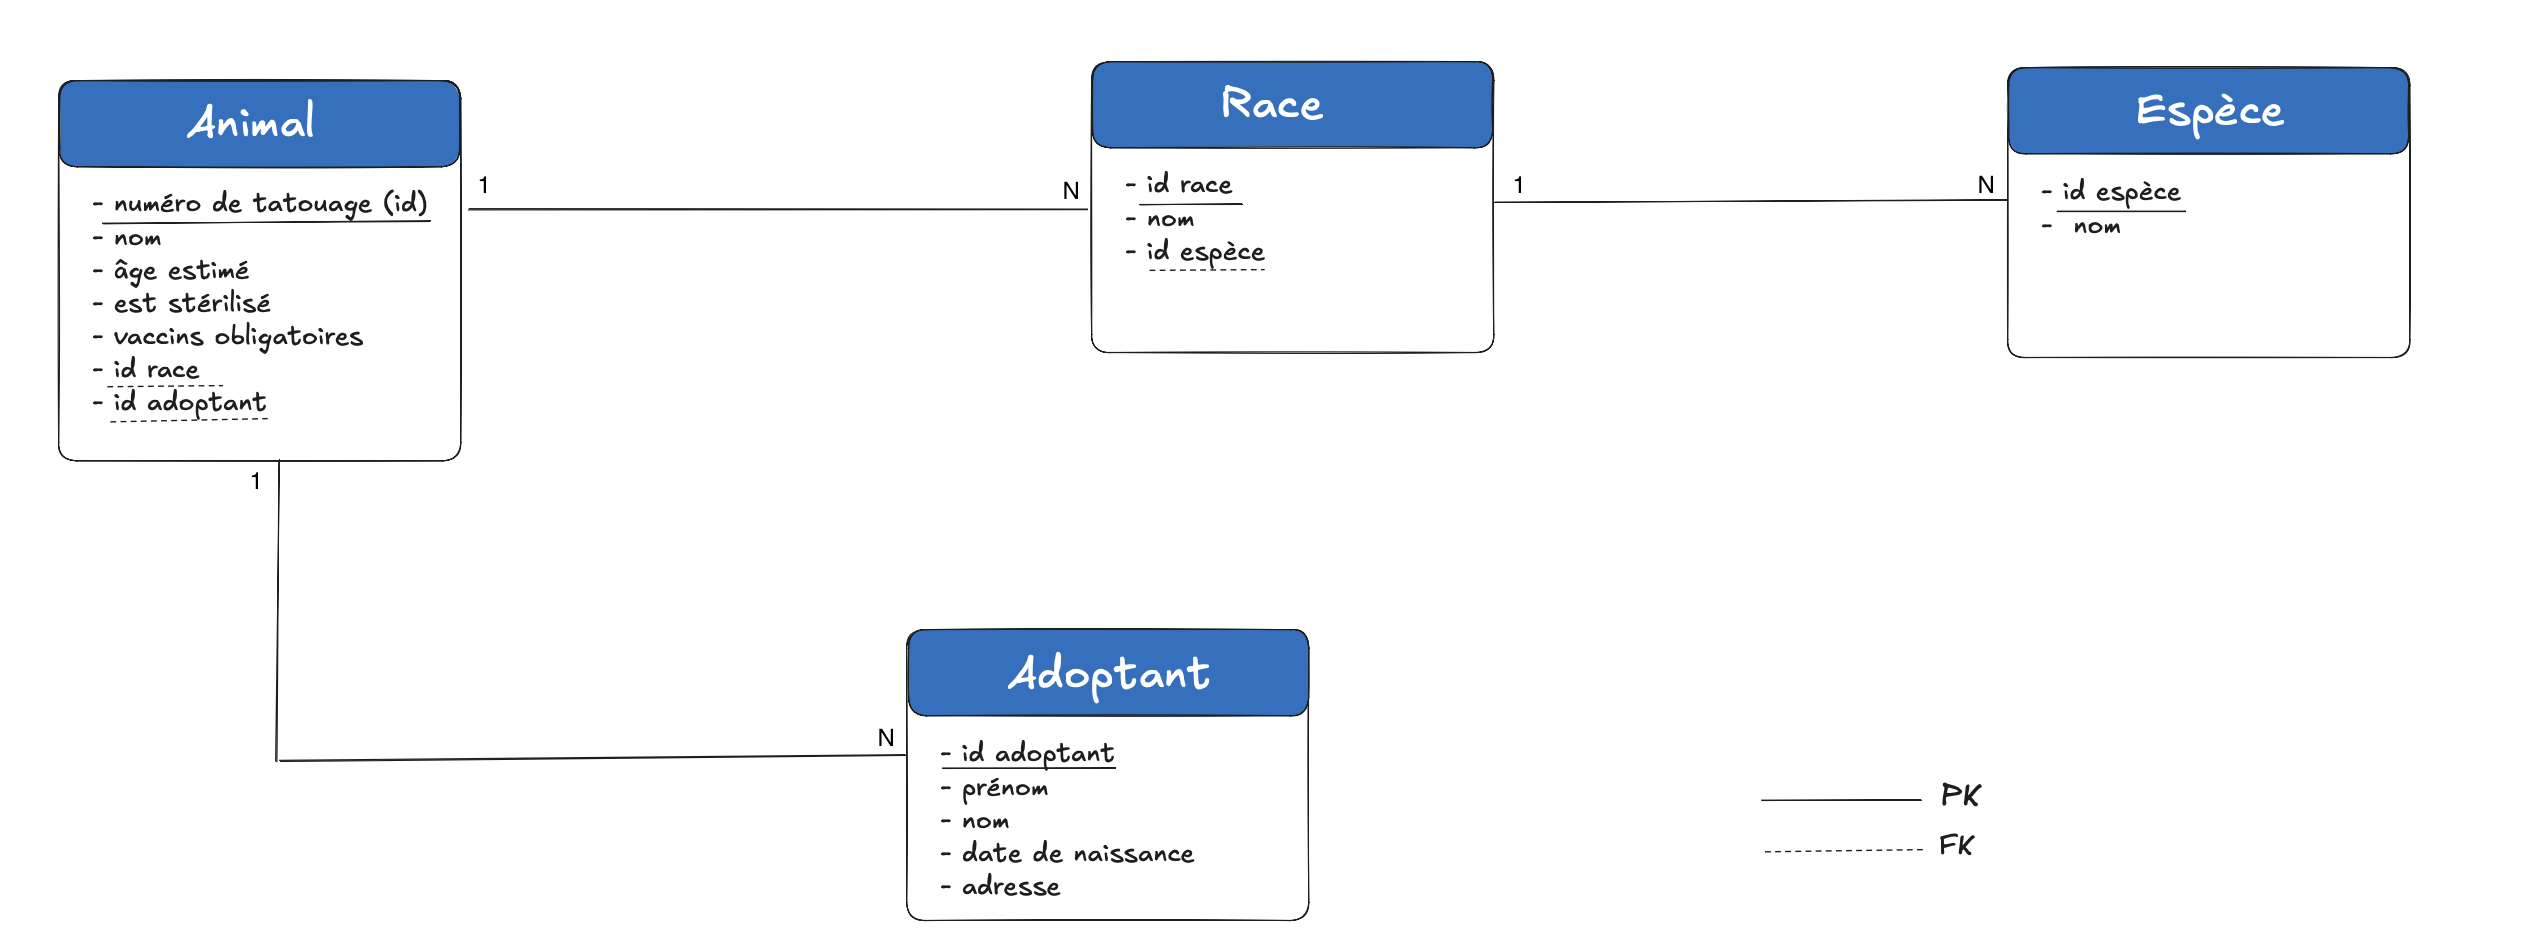 Animal
- numéro de tatouage (id)
- nom
- âge estimé
- est stérilisé
- vaccins obligatoires
- id race
- id adoptant
1
N
Race
- id race
- nom
- id espèce
1
N
Espèce
- id espèce
- nom
1
N
Adoptant
- id adoptant
- prénom
- nom
- date de naissance
- adresse
PK
FK